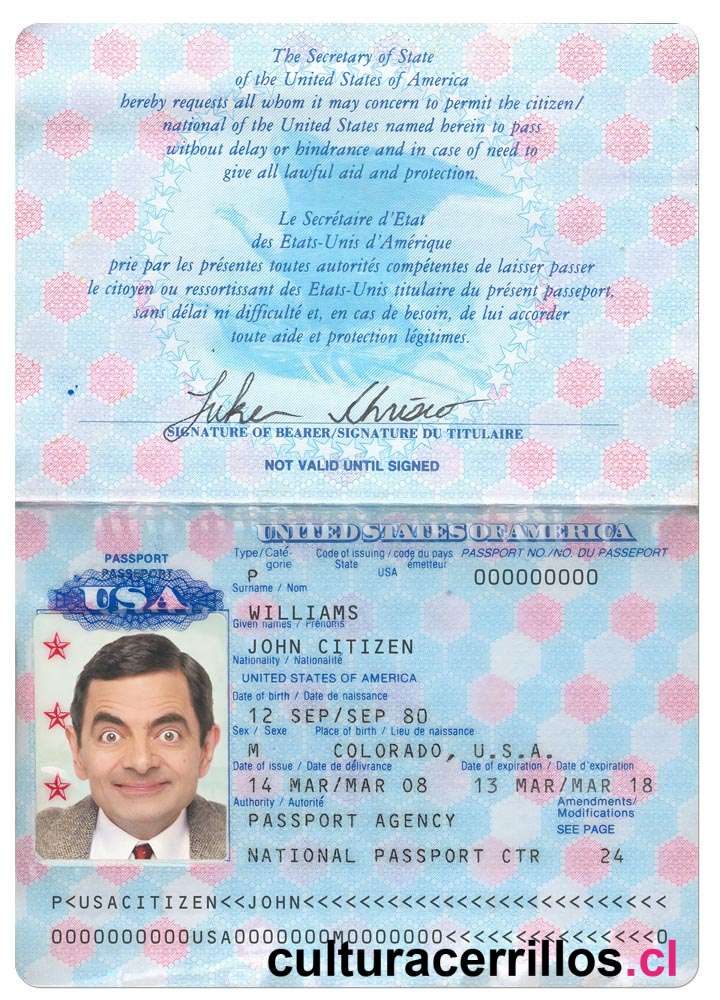 The Secretary of State
of the United States of America
hereby requests all whom it may concern to permit the citizen/
national of the United States named herein to pass
without delay or hindrance and in case of need to
give all lawful aid and protection.
Le Secrétaire d'Etat
des Etats-Unis d'Amérique
prie par les présentes toutes autorités compétentes de laisser passer
le citoyen ou ressortissant des Etats-Unis titulaire du présent passeport,
sans délai ni difficulté et, en cas de besoin, de lui accorder
toute aide et protection légitimes.
SIGNATURE OF BEARER/SIGNATURE DU TITULAIRE
NOT VALID UNTIL SIGNED
UNITED STATES OF AMERICA
PASSPORT
PASSEPORT
USA
Type/Caté-gorie Code of issuing / code du pays PASSPORT NO./NO. DU PASSEPORT
State émetteur
P USA 000000000
Surname / Nom
WILLIAMS
Given names / Prénoms
JOHN CITIZEN
Nationality / Nationalité
UNITED STATES OF AMERICA
Date of birth / Date de naissance
12 SEP/SEP 80
Sex / Sexe Place of birth / Lieu de naissance
M COLORADO, U.S.A.
Date of issue / Date de délivrance Date of expiration / Date d'expiration
14 MAR/MAR 08 13 MAR/MAR 18
Authority / Autorité Amendments/
Modifications
PASSPORT AGENCY SEE PAGE
NATIONAL PASSPORT CTR 24
P<USACITIZEN<<JOHN<<<<<<<<<<<<<<<<<<<<<<<<<<
0000000000USA0000000M0000000<<<<<<<<<<<<<<<0
culturacerrillos.cl